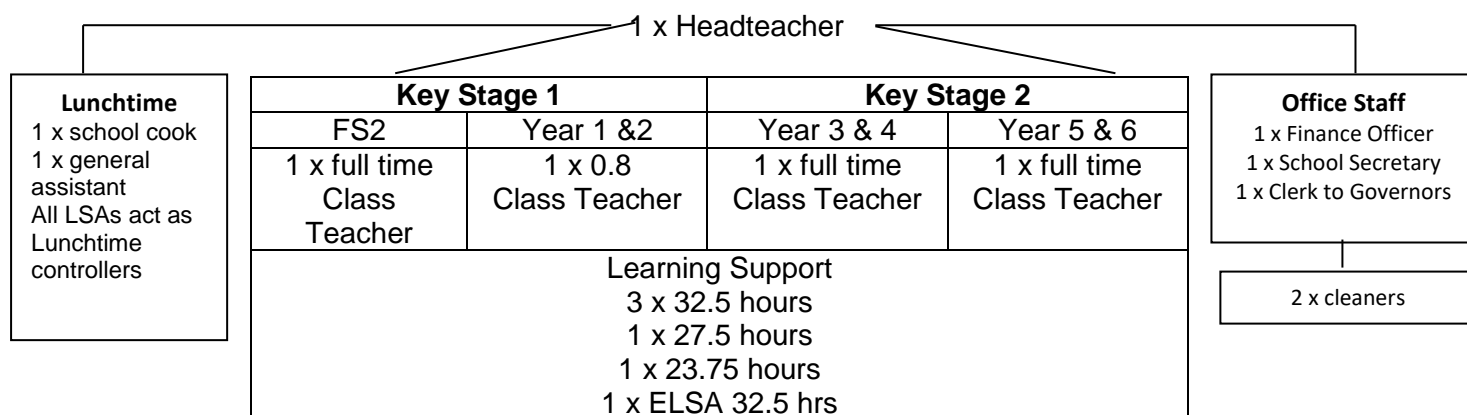 1 x Headteacher
Lunchtime
1 x school cook
1 x general
assistant
All LSAs act as
Lunchtime
controllers
Key Stage 1
Key Stage 2
FS2
Year 1 &2
Year 3 & 4
Year 5 & 6
1 x full time
Class
Teacher
1 x 0.8
Class Teacher
1 x full time
Class Teacher
1 x full time
Class Teacher
Learning Support
3 x 32.5 hours
1 x 27.5 hours
1 x 23.75 hours
1 x ELSA 32.5 hrs
Office Staff
1 x Finance Officer
1 x School Secretary
1 x Clerk to Governors
2 x cleaners